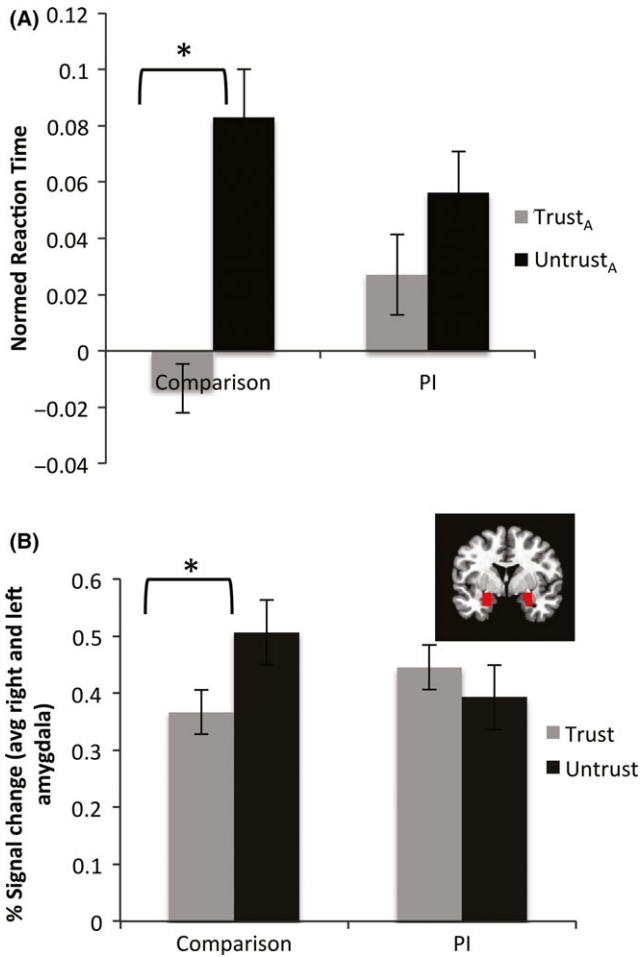 (A)
0.12
0.1
0.08
0.06
0.04
0.02
0
−0.02
−0.04
Normed Reaction Time
*
Comparison
PI
Trust_A
Untrust_A
(B)
0.6
0.5
0.4
0.3
0.2
0.1
0
% Signal change (avg right and left
amygdala)
*
Comparison
PI
Trust
Untrust